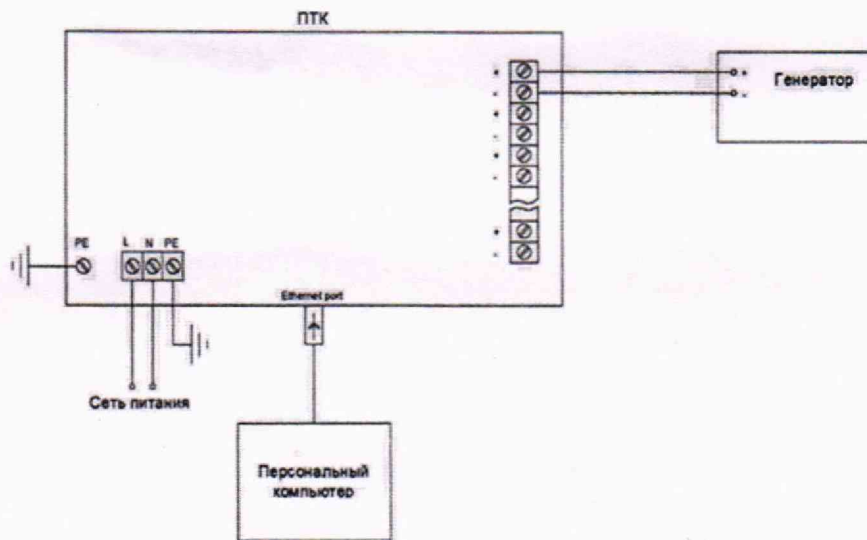 ПТК
+
-
+
-
+
-
+
-
+
-
Генератор
PE
L N PE
Ethernet port
Сеть питания
Персональный
компьютер